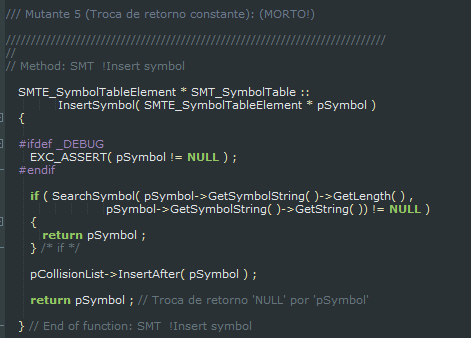 /// Mutante 5 (Troca de retorno constante): (MORTO!)
////////////////////////////////////////////////////////////////////////////
//
// Method: SMT  !Insert symbol
SMTE_SymbolTableElement * SMT_SymbolTable ::
InsertSymbol( SMTE_SymbolTableElement * pSymbol )
{
#ifdef _DEBUG
EXC_ASSERT( pSymbol != NULL ) ;
#endif
if ( SearchSymbol( pSymbol->GetSymbolString( )->GetLength( ) ,
pSymbol->GetSymbolString( )->GetString( )) != NULL )
{
return pSymbol ;
} /* if */
pCollisionList->InsertAfter( pSymbol ) ;
return pSymbol ; // Troca de retorno 'NULL' por 'pSymbol'
} // End of function: SMT  !Insert symbol